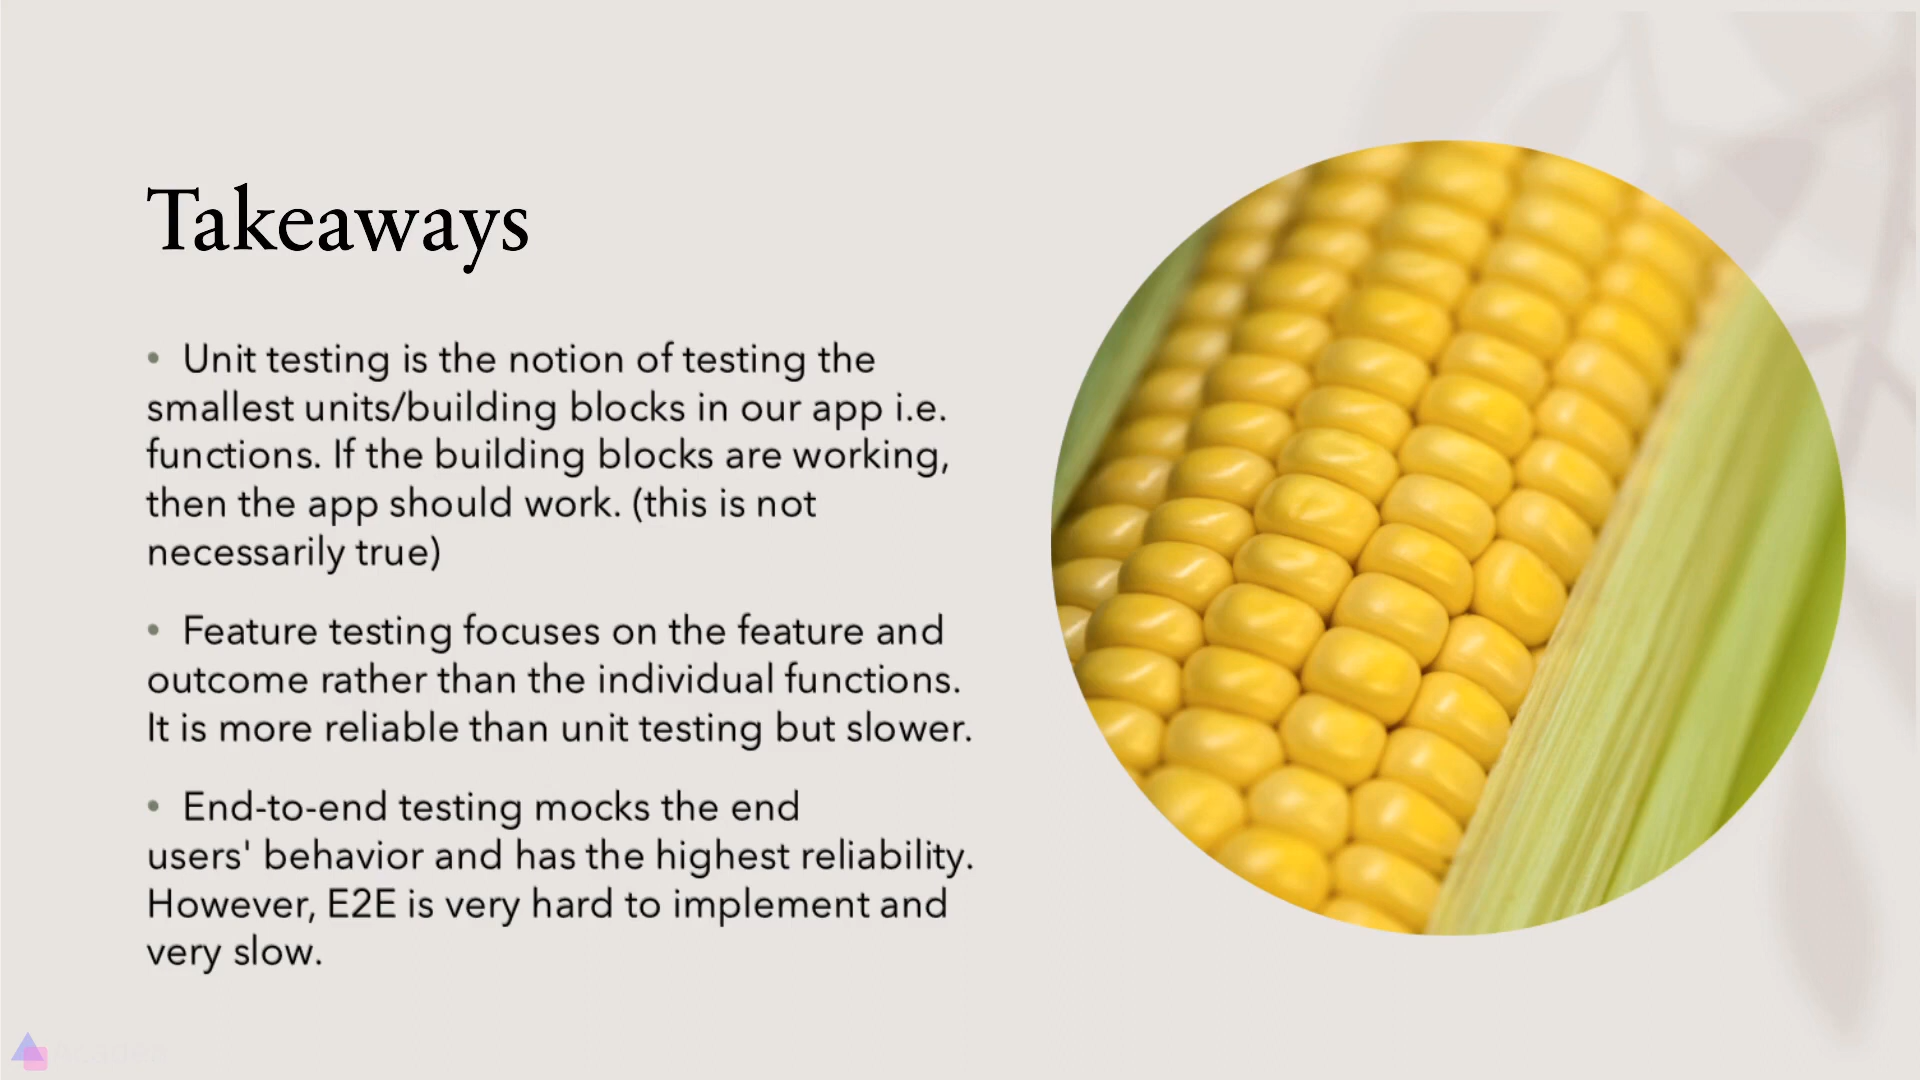 Takeaways
• Unit testing is the notion of testing the
smallest units/building blocks in our app i.e.
functions. If the building blocks are working,
then the app should work. (this is not
necessarily true)
• Feature testing focuses on the feature and
outcome rather than the individual functions.
It is more reliable than unit testing but slower.
• End-to-end testing mocks the end
users' behavior and has the highest reliability.
However, E2E is very hard to implement and
very slow.